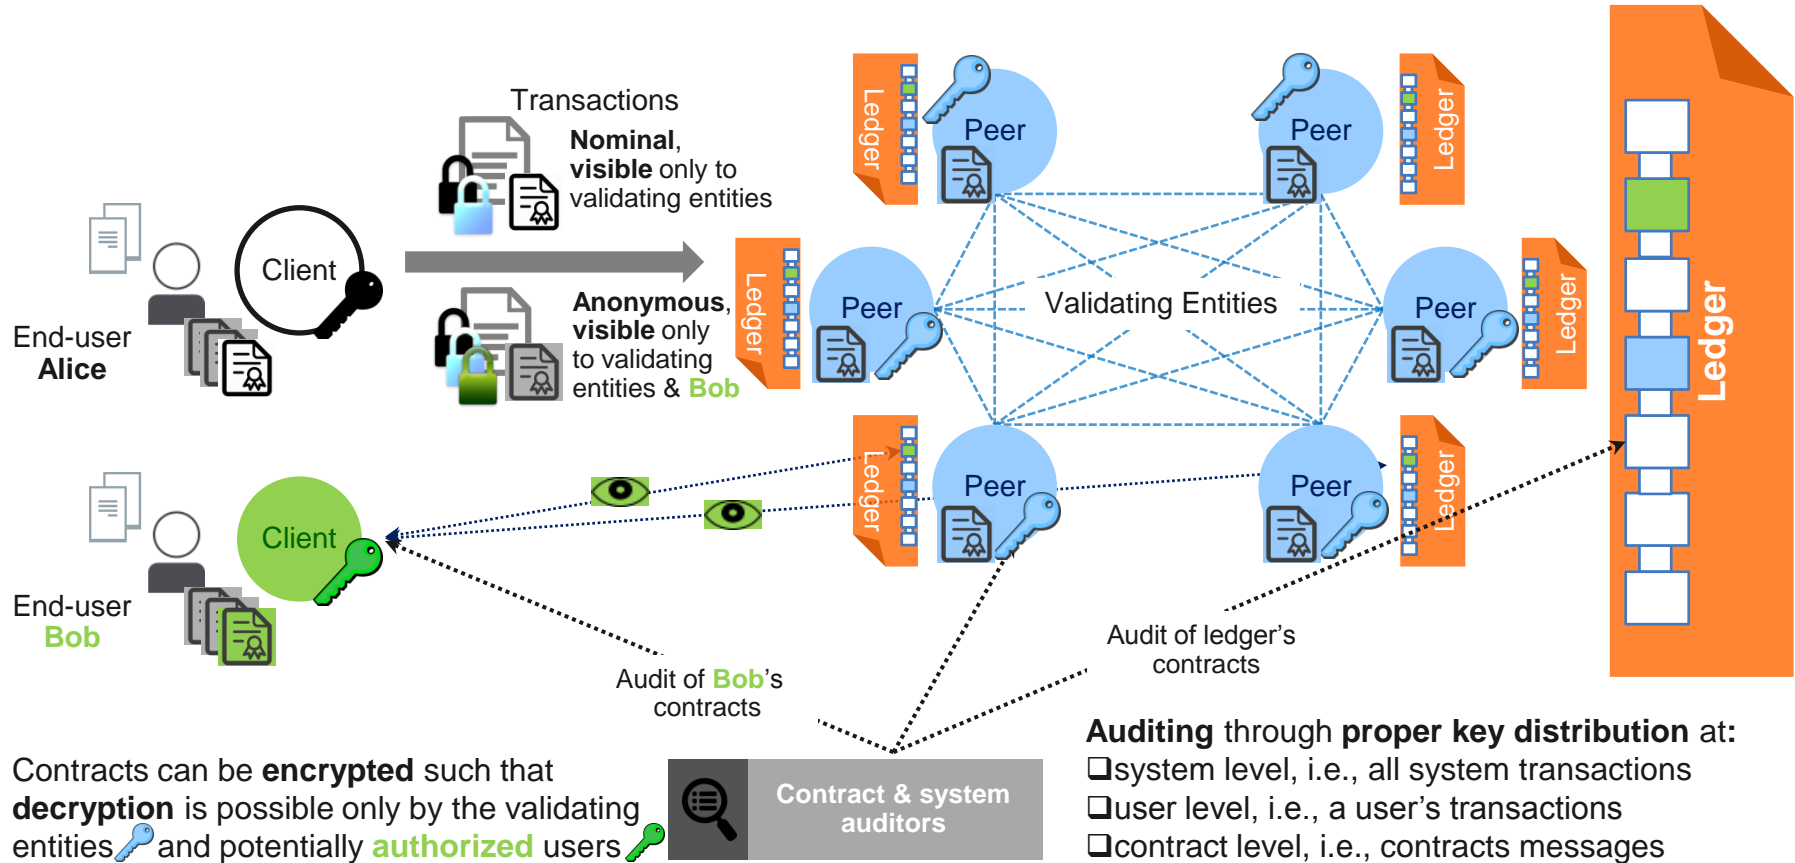 Transactions
Nominal,
visible only to
validating entities
End-user
Alice
Client
Anonymous,
visible only
to validating
entities & Bob
Ledger
Peer
Peer
Ledger
Ledger
Peer
Validating Entities
Peer
Ledger
Ledger
Peer
Peer
Ledger
Ledger
End-user
Bob
Client
Audit of Bob's
contracts
Audit of ledger's
contracts
Contracts can be encrypted such that
decryption is possible only by the validating
entities and potentially authorized users
Contract & system
auditors
Auditing through proper key distribution at:
❑system level, i.e., all system transactions
❑user level, i.e., a user's transactions
❑contract level, i.e., contracts messages